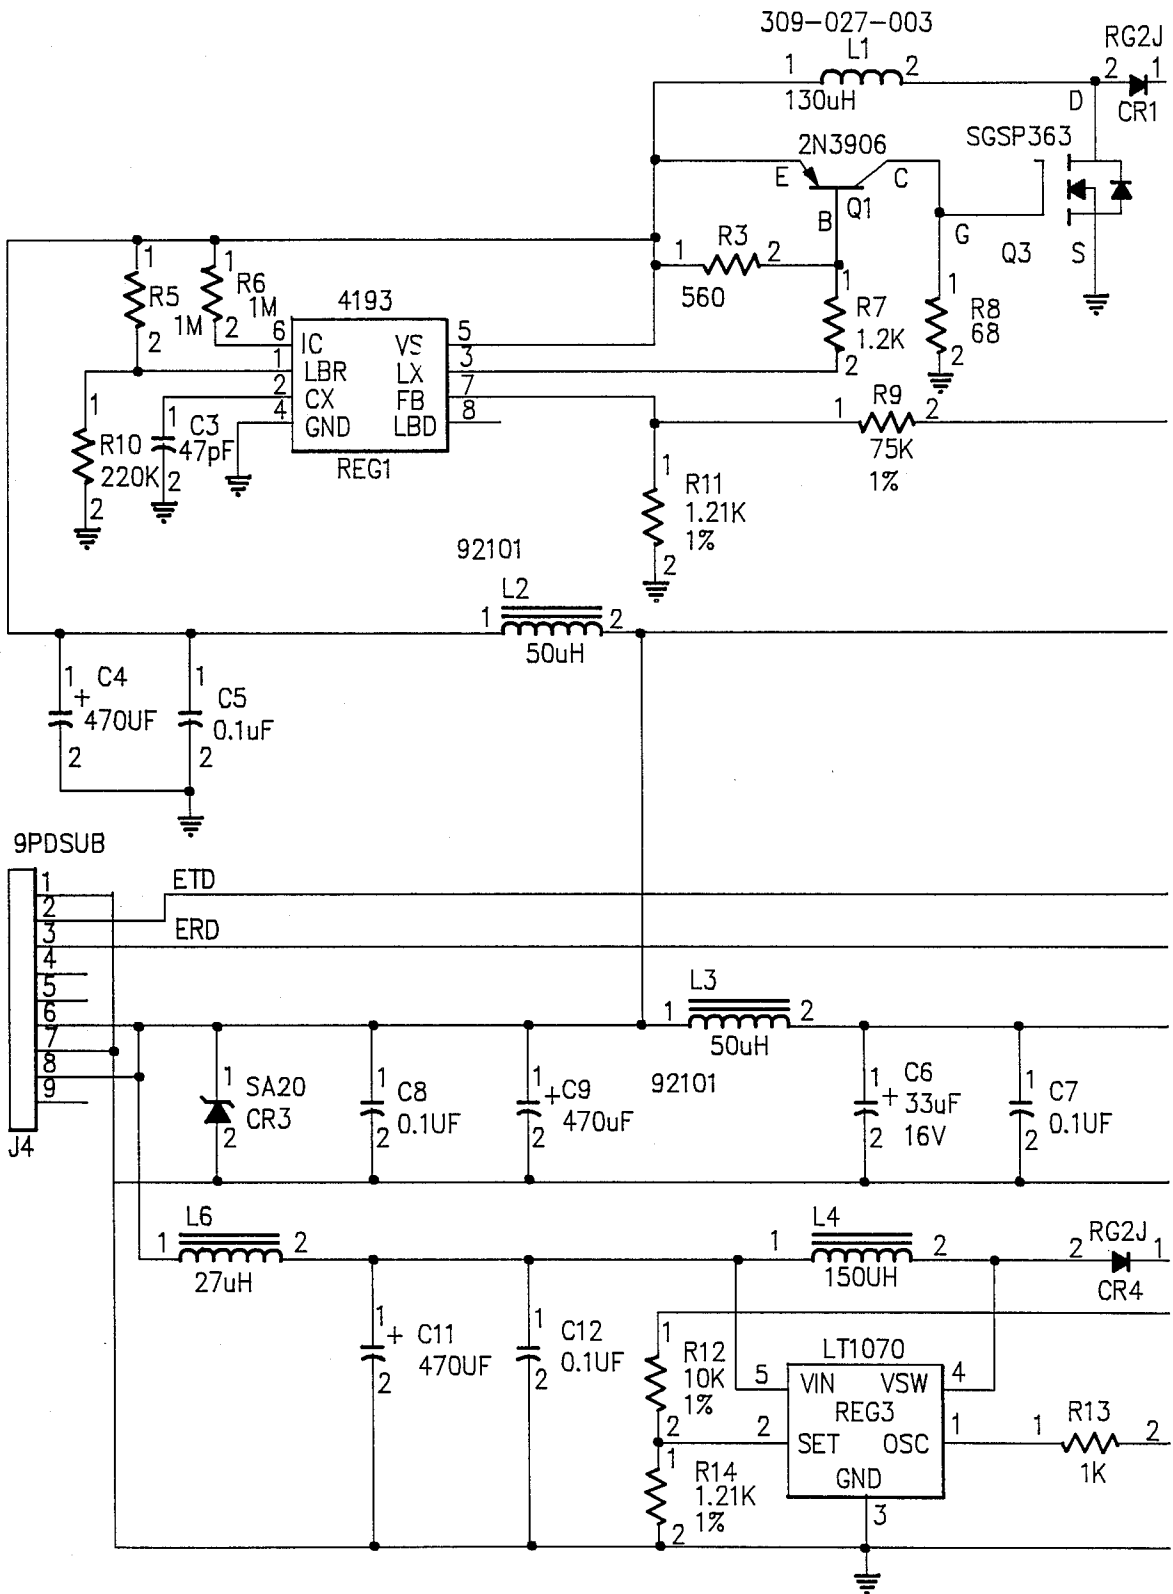 309-027-003
L1
1 2
130uH
RG2J
2 1
CR1
D
2N3906
SGSP363
E C
B Q1
G
Q3 S
1 R3 2
560
1
R5
1M
2
1
R6
1M
2
4193
6 IC VS 5
1 LBR LX 3
2 CX FB 7
4 GND LBD 8
REG1
1
R7
1.2K
2
1
R8
68
2
1 R9 2
75K
1%
1
R10
220K
2
1
C3
47pF
2
1
R11
1.21K
1%
2
92101
L2
1 2
50uH
1 C4
+
470UF
2
1
C5
0.1uF
2
9PDSUB
1
2
3
4
5
6
7
8
9
J4
ETD
ERD
L3
1 2
50uH
92101
1 SA20
CR3
2
1 C8
0.1UF
2
1
+C9
470uF
2
1 C6
+ 33uF
2 16V
1
C7
0.1UF
2
L6
1 2
27uH
L4
1 2
150UH
RG2J
2 1
CR4
1
+ C11
470UF
2
1
C12
0.1UF
2
1
R12
10K
1%
2
LT1070
5 VIN VSW 4
REG3
2 SET OSC 1
GND
3
1 R13 2
1K
1
R14
1.21K
1%
2